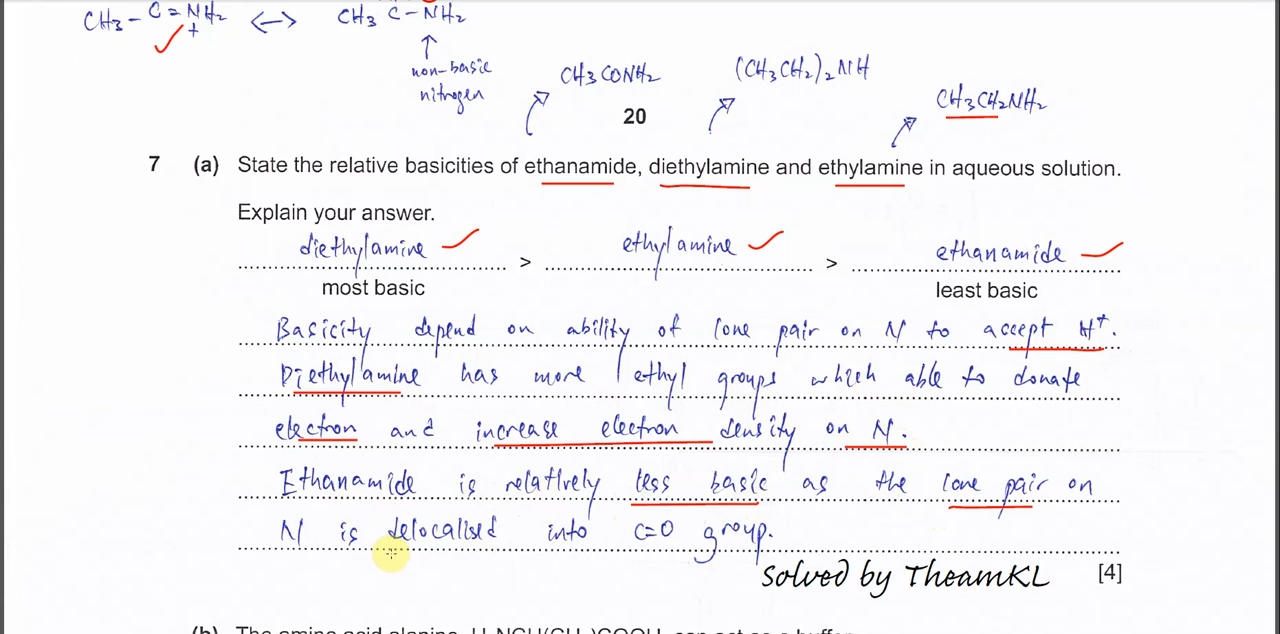 CH3 - C = NH2 + <-> CH3 C - NH2
non-basic
nitrogen
CH3CONH2
(CH3CH2)2NH
CH3CH2NH2
20
7 (a) State the relative basicities of ethanamide, diethylamine and ethylamine in aqueous solution.
Explain your answer.
diethylamine > ethylamine > ethanamide
most basic least basic
Basicity depend on ability of lone pair on N to accept H+.
Diethylamine has more ethyl groups which able to donate
electron and increase electron density on N.
Ethanamide is relatively less basic as the lone pair on
N is delocalised into C=O group.
Solved by TheamKL [4]